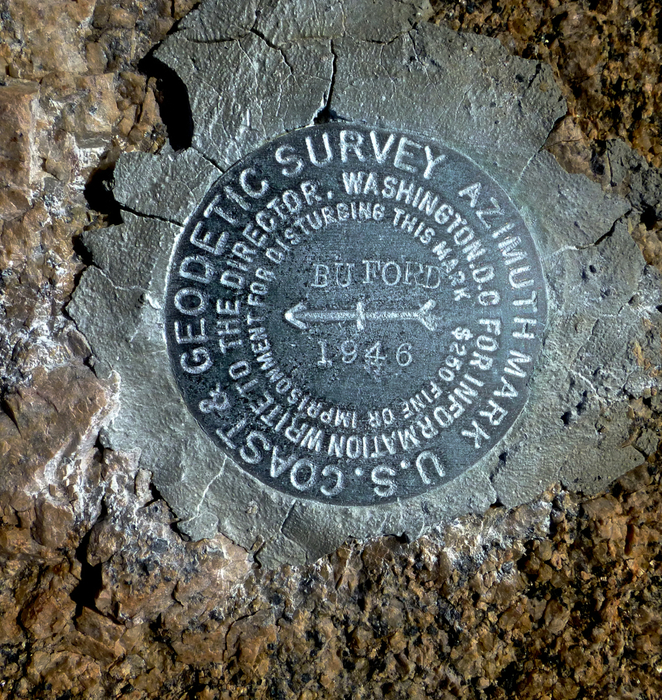 U.S. COAST & GEODETIC SURVEY AZIMUTH MARK
FOR INFORMATION WRITE TO THE DIRECTOR, WASHINGTON, D.C.
$250 FINE OR IMPRISONMENT FOR DISTURBING THIS MARK
BUFORD
1946